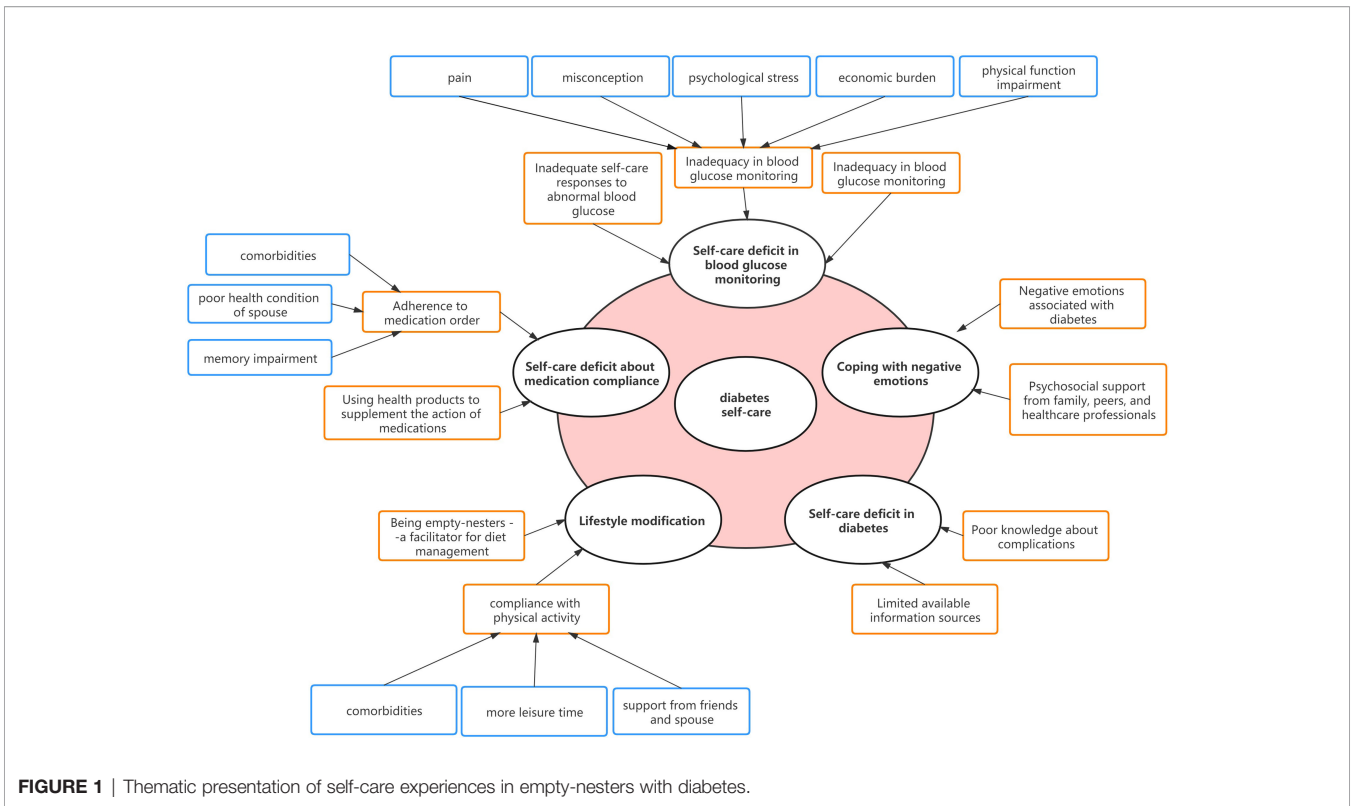 pain
misconception
psychological stress
economic burden
physical function
impairment
Inadequate self-care
responses to
abnormal blood
glucose
Inadequacy in blood
glucose monitoring
Inadequacy in blood
glucose monitoring
Self-care deficit in
blood glucose
monitoring
comorbidities
poor health condition
of spouse
memory impairment
Adherence to
medication order
Using health products to
supplement the action of
medications
Self-care deficit about
medication compliance
diabetes
self-care
Coping with negative
emotions
Negative emotions
associated with
diabetes
Psychosocial support
from family, peers, and
healthcare professionals
Being empty-nesters -
-a facilitator for diet
management
Lifestyle modification
Self-care deficit in
diabetes
Poor knowledge about
complications
Limited available
information sources
compliance with
physical activity
comorbidities
more leisure time
support from friends
and spouse
FIGURE 1 | Thematic presentation of self-care experiences in empty-nesters with diabetes.